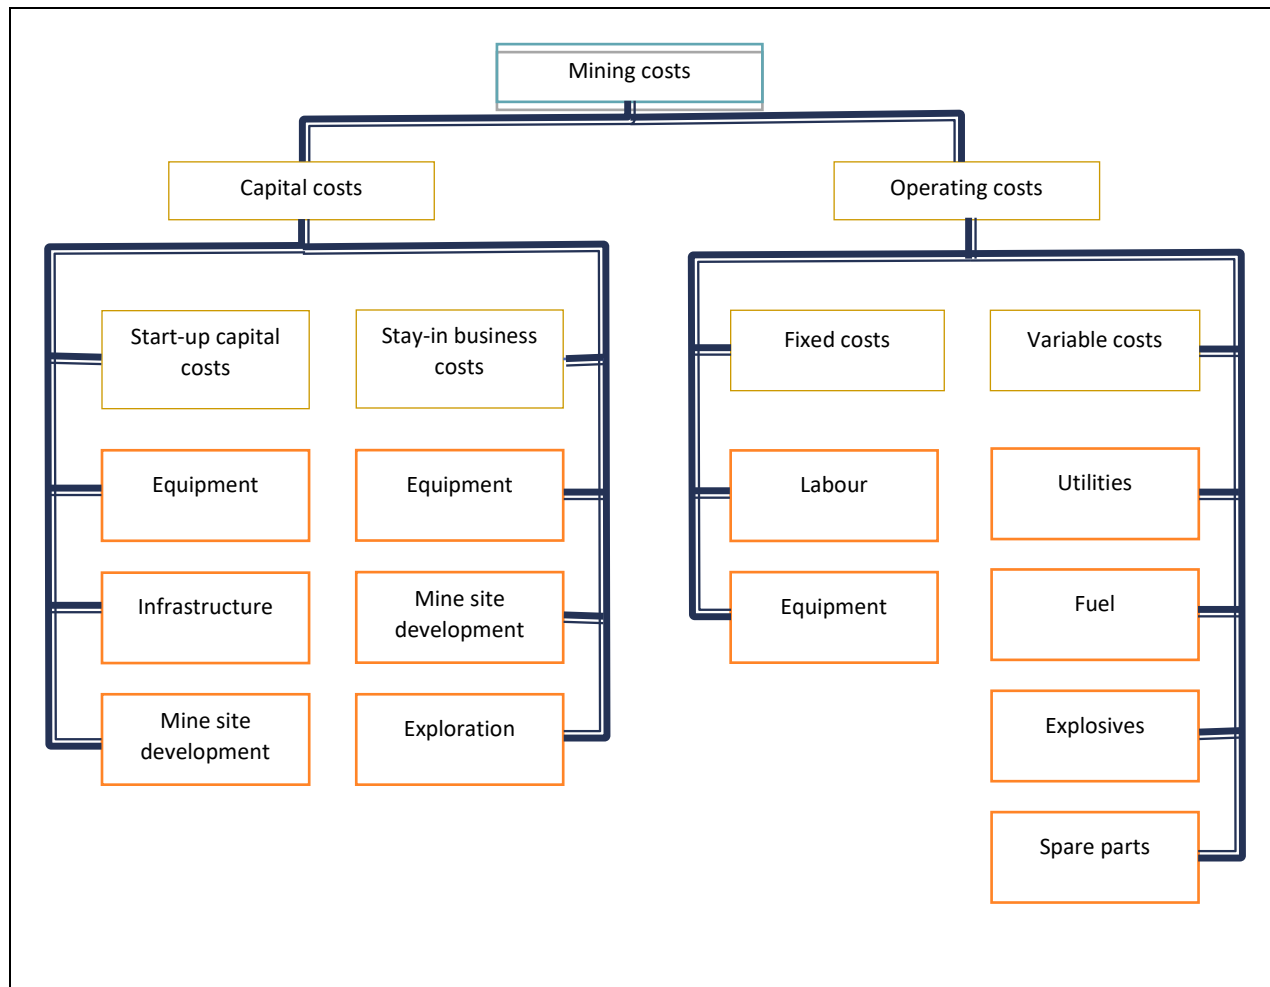 Mining costs
Capital costs
Operating costs
Start-up capital
costs
Stay-in business
costs
Fixed costs
Variable costs
Equipment
Equipment
Labour
Utilities
Infrastructure
Mine site
development
Equipment
Fuel
Mine site
development
Exploration
Explosives
Spare parts